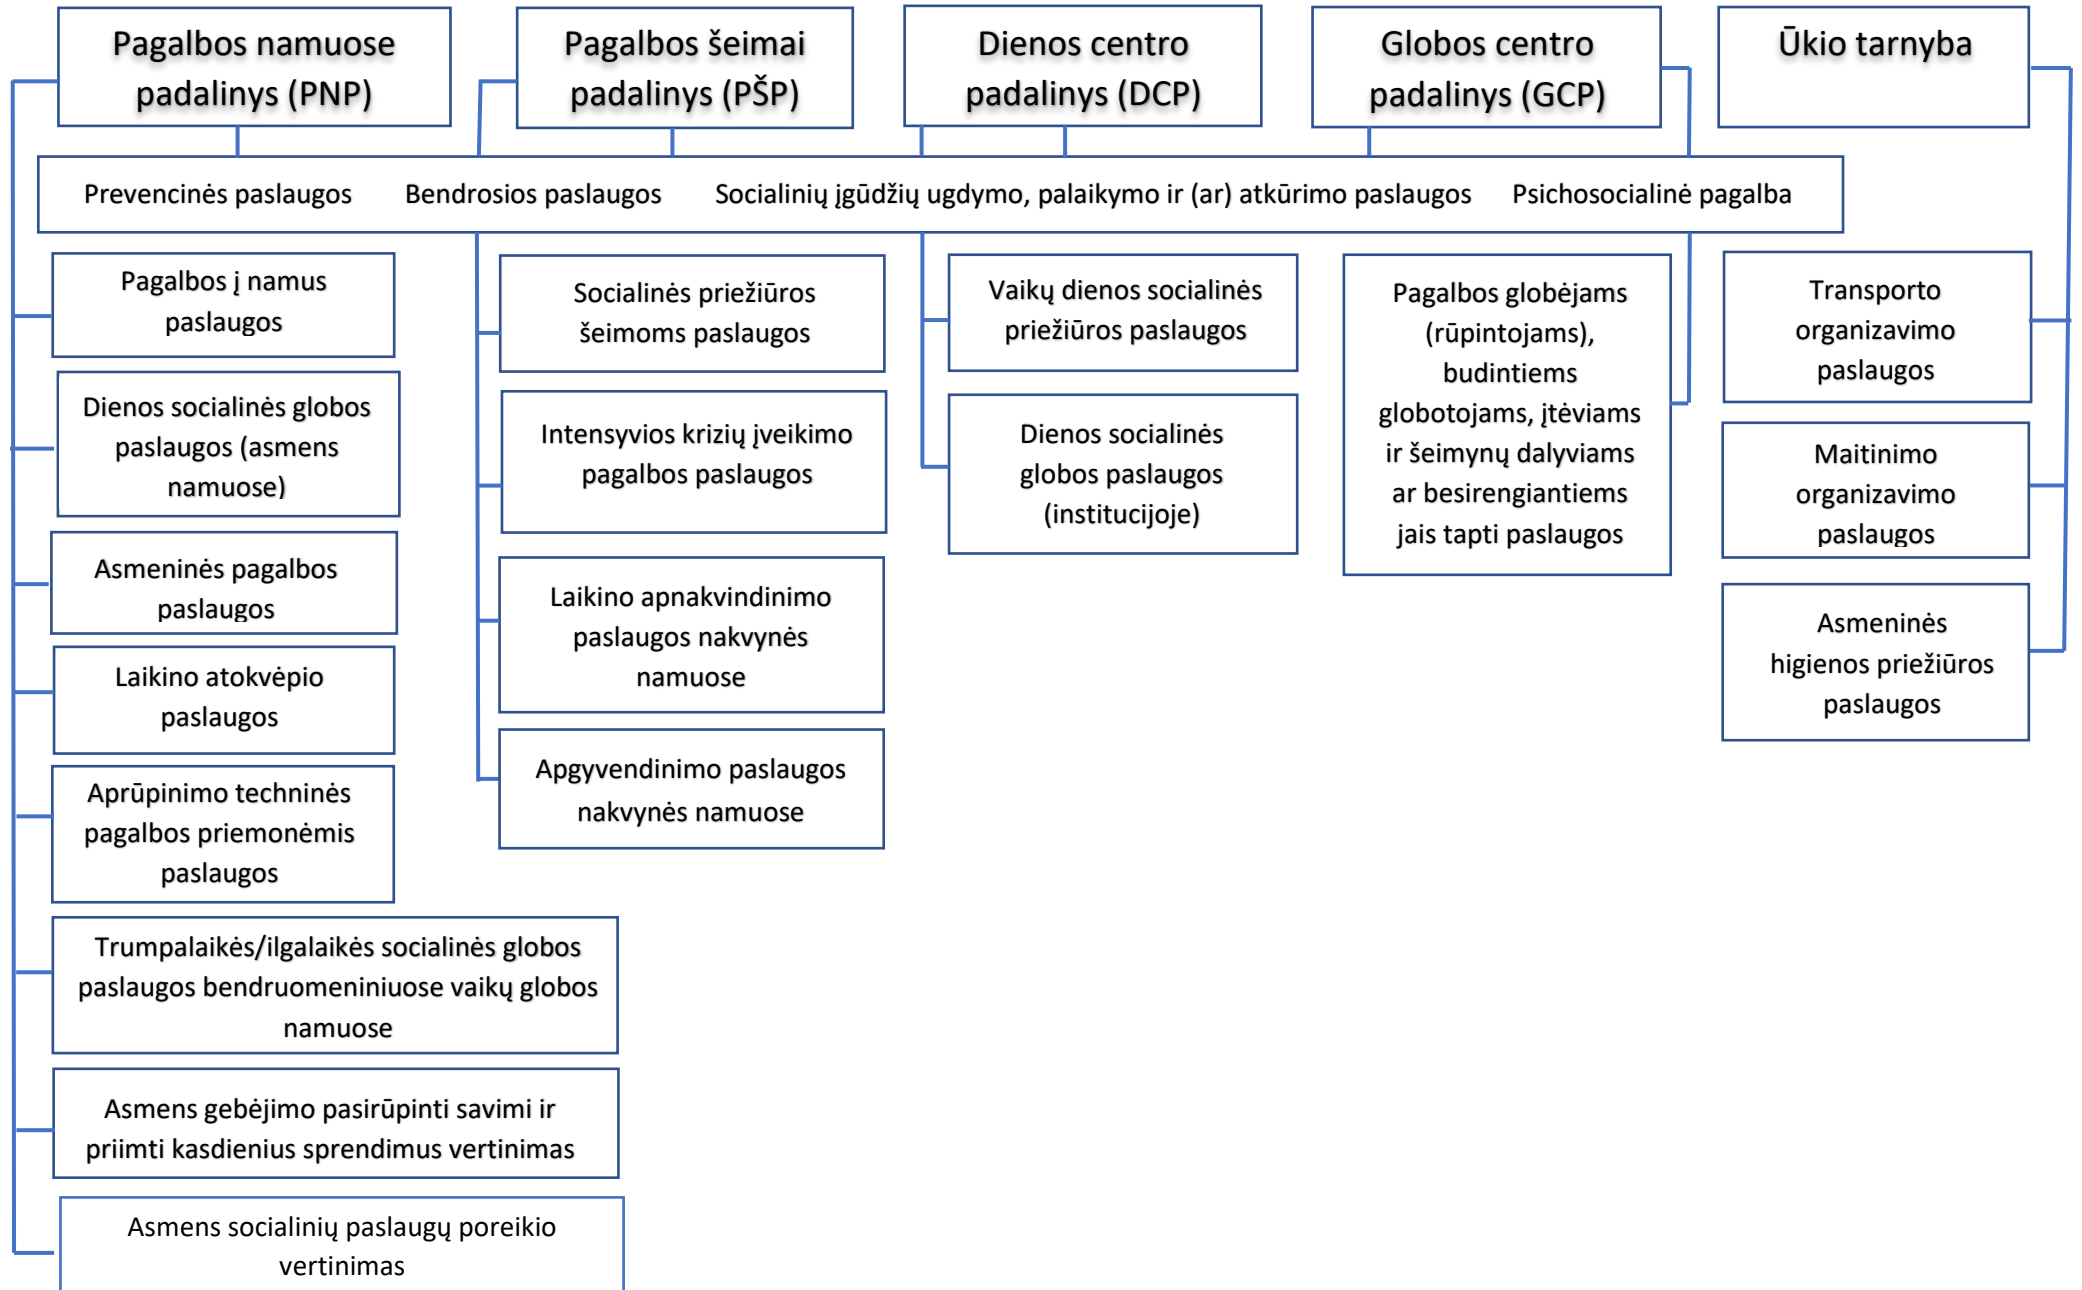 Pagalbos namuose
padalinys (PNP)
Pagalbos šeimai
padalinys (PŠP)
Dienos centro
padalinys (DCP)
Globos centro
padalinys (GCP)
Ūkio tarnyba
Prevencinės paslaugos Bendrosios paslaugos Socialinių įgūdžių ugdymo, palaikymo ir (ar) atkūrimo paslaugos Psichosocialinė pagalba
Pagalbos į namus
paslaugos
Dienos socialinės globos
paslaugos (asmens
namuose)
Asmeninės pagalbos
paslaugos
Laikino atokvėpio
paslaugos
Aprūpinimo techninės
pagalbos priemonėmis
paslaugos
Trumpalaikės/ilgalaikės socialinės globos
paslaugos bendruomeniniuose vaikų globos
namuose
Asmens gebėjimo pasirūpinti savimi ir
priimti kasdienius sprendimus vertinimas
Asmens socialinių paslaugų poreikio
vertinimas
Socialinės priežiūros
šeimoms paslaugos
Intensyvios krizių įveikimo
pagalbos paslaugos
Laikino apnakvindinimo
paslaugos nakvynės
namuose
Apgyvendinimo paslaugos
nakvynės namuose
Vaikų dienos socialinės
priežiūros paslaugos
Dienos socialinės
globos paslaugos
(institucijoje)
Pagalbos globėjams
(rūpintojams),
budintiems
globotojams, įtėviams
ir šeimynų dalyviams
ar besirengiantiems
jais tapti paslaugos
Transporto
organizavimo
paslaugos
Maitinimo
organizavimo
paslaugos
Asmeninės
higienos priežiūros
paslaugos